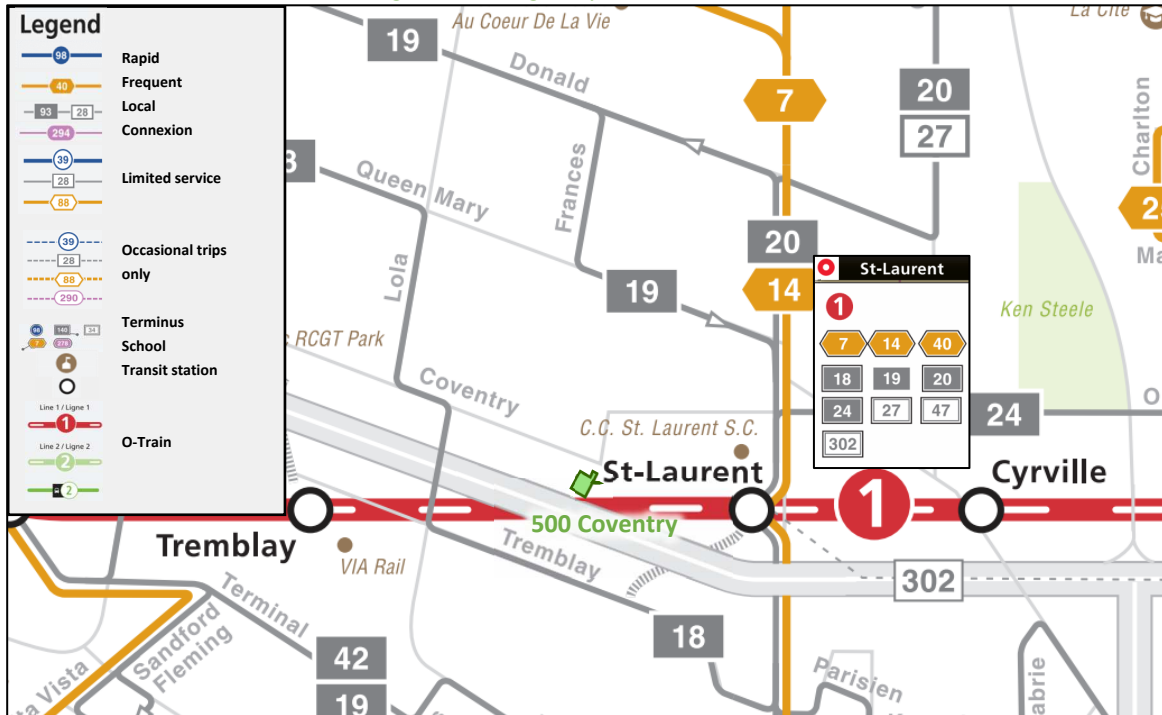 Legend
98
Rapid
40
Frequent
93 28
Local
294
Connexion
39
28
Limited service
88
39
28
Occasional trips
only
88
290
Terminus
98 140 24
7 278
School
Transit station
Line 1 / Ligne 1
1
O-Train
Line 2 / Ligne 2
2
2
Au Coeur De La Vie
La Cité
19
Donald
7
20
27
Charlton
Queen Mary
Frances
20
Lola
19
14
St-Laurent
1
7 14 40
18 19 20
24 27 47
302
Ken Steele
RCGT Park
Coventry
C.C. St. Laurent S.C.
24
St-Laurent
Cyrville
1
500 Coventry
Tremblay
VIA Rail
Tremblay
302
Terminal
Sandford
Fleming
18
42
19
Parisien